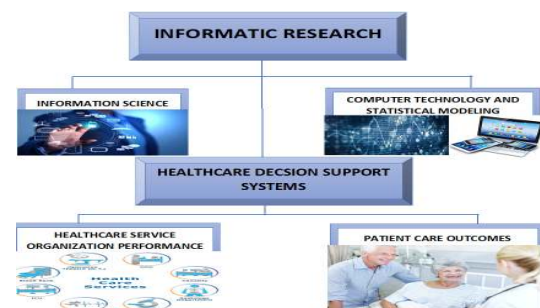 INFORMATIC RESEARCH
INFORMATION SCIENCE
COMPUTER TECHNOLOGY AND
STATISTICAL MODELING
HEALTHCARE DECSION SUPPORT
SYSTEMS
HEALTHCARE SERVICE
ORGANIZATION PERFORMANCE
PATIENT CARE OUTCOMES
Health
Care
Services